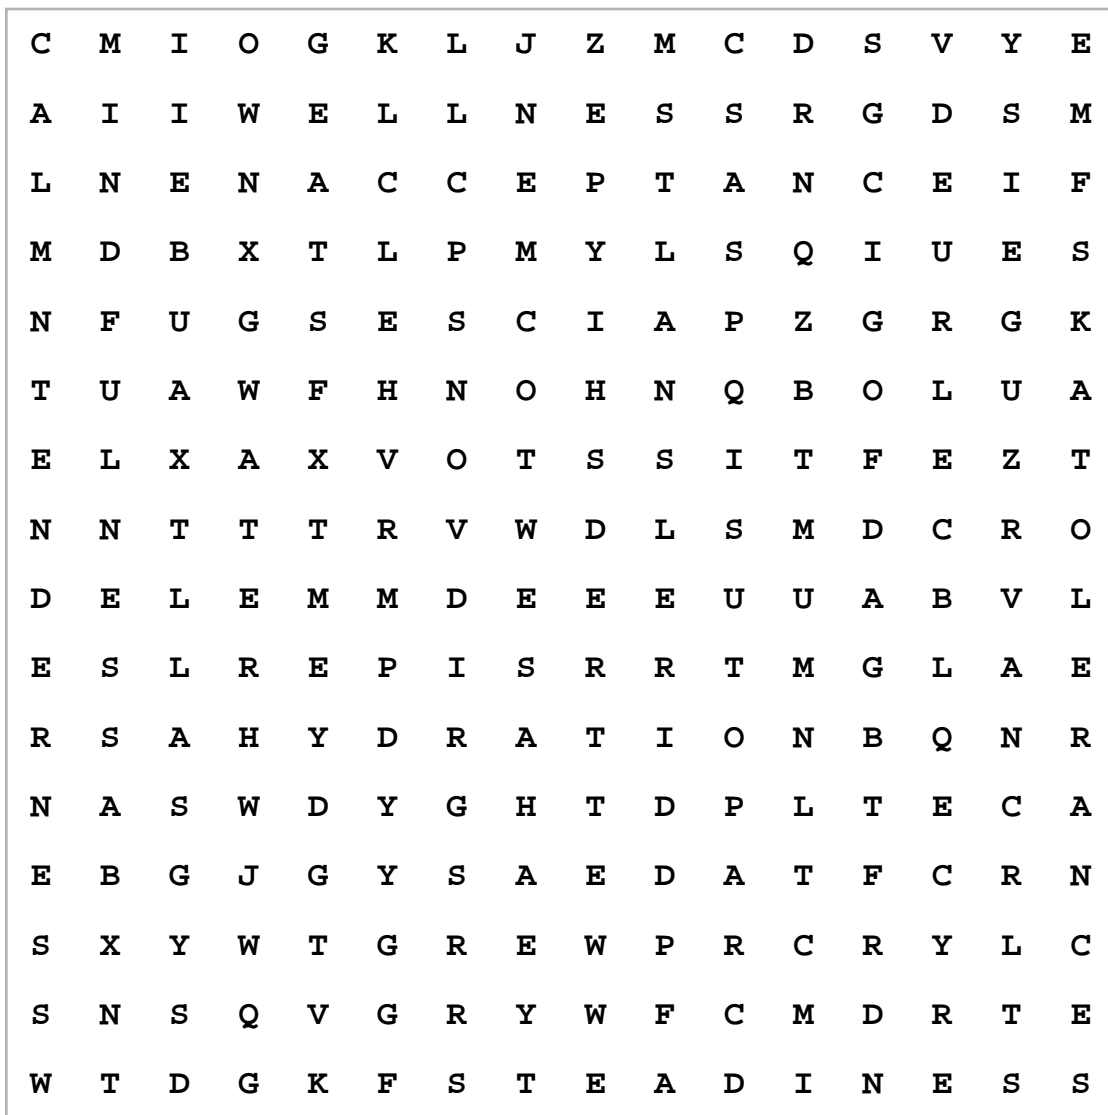 C M I O G K L J Z M C D S V Y E
A I I W E L L N E S S R G D S M
L N E N A C C E P T A N C E I F
M D B X T L P M Y L S Q I U E S
N F U G S E S C I A P Z G R G K
T U A W F H N O H N Q B O L U A
E L X A X V O T S S I T F E Z T
N N T T T R V W D L S M D C R O
D E L E M M D E E E U U A B V L
E S L R E P I S R R T M G L A E
R S A H Y D R A T I O N B Q N R
N A S W D Y G H T D P L T E C A
E B G J G Y S A E D A T F C R N
S X Y W T G R E W P R C R Y L C
S N S Q V G R Y W F C M D R T E
W T D G K F S T E A D I N E S S